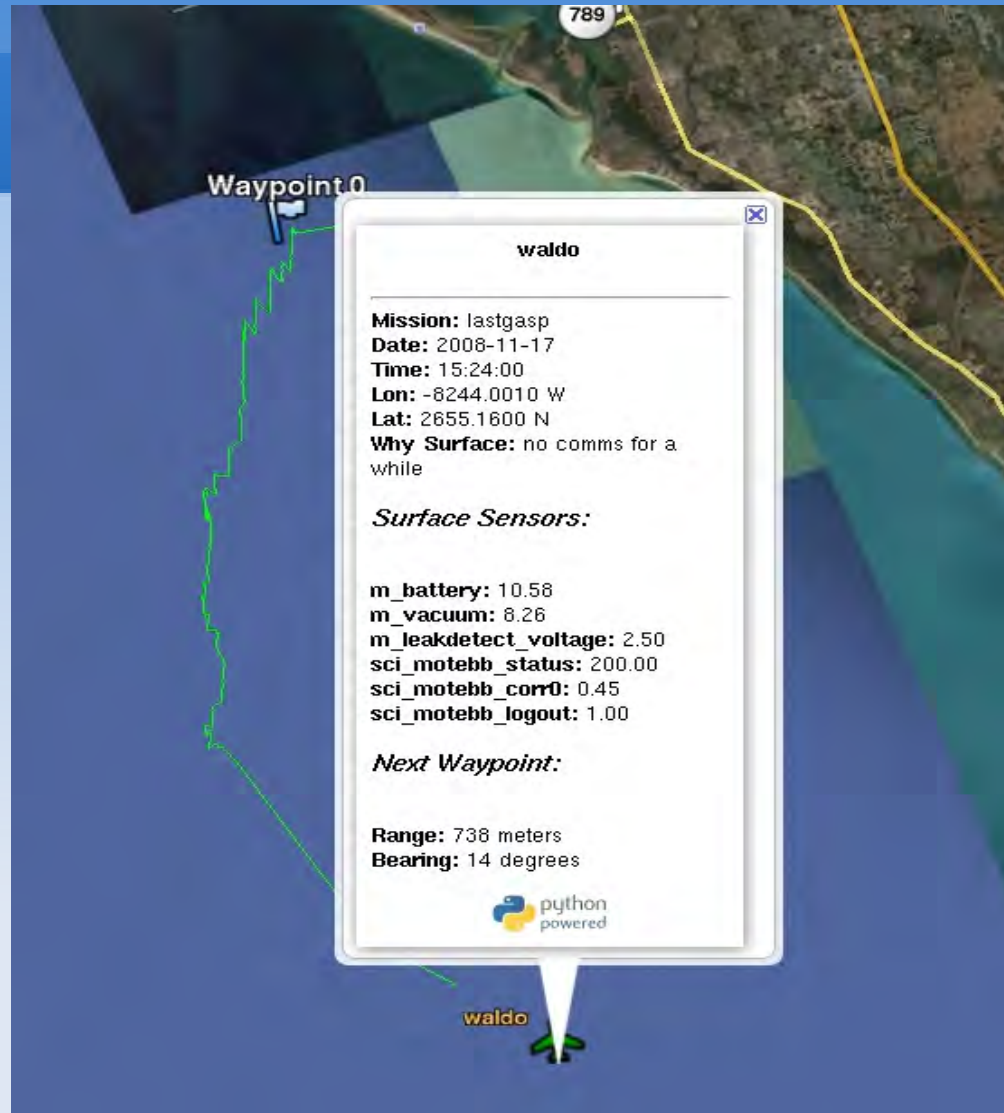 789
Waypoint 0
waldo
Mission: lastgasp
Date: 2008-11-17
Time: 15:24:00
Lon: -8244.0010 W
Lat: 2655.1600 N
Why Surface: no comms for a
while
Surface Sensors:
m_battery: 10.58
m_vacuum: 8.26
m_leakdetect_voltage: 2.50
sci_motebb_status: 200.00
sci_motebb_corr0: 0.45
sci_motebb_logout: 1.00
Next Waypoint:
Range: 738 meters
Bearing: 14 degrees
python
powered
waldo